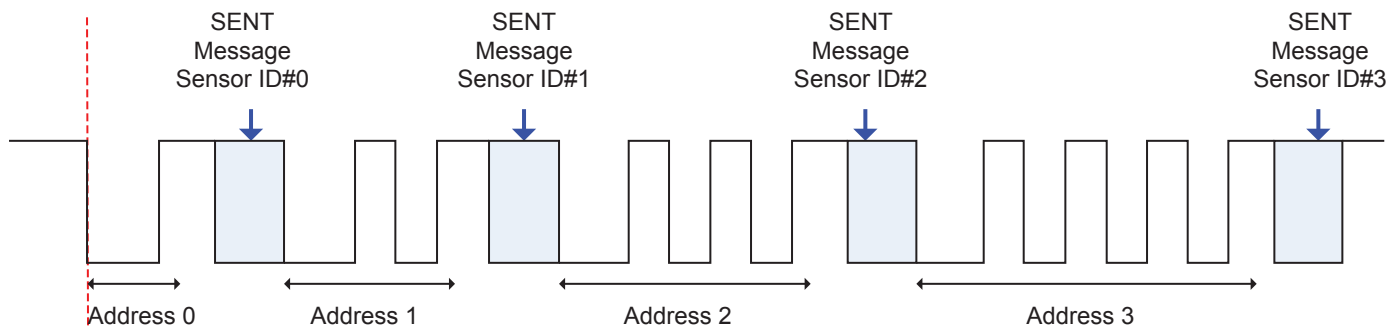 SENT
Message
Sensor ID#0
SENT
Message
Sensor ID#1
SENT
Message
Sensor ID#2
SENT
Message
Sensor ID#3
Address 0
Address 1
Address 2
Address 3